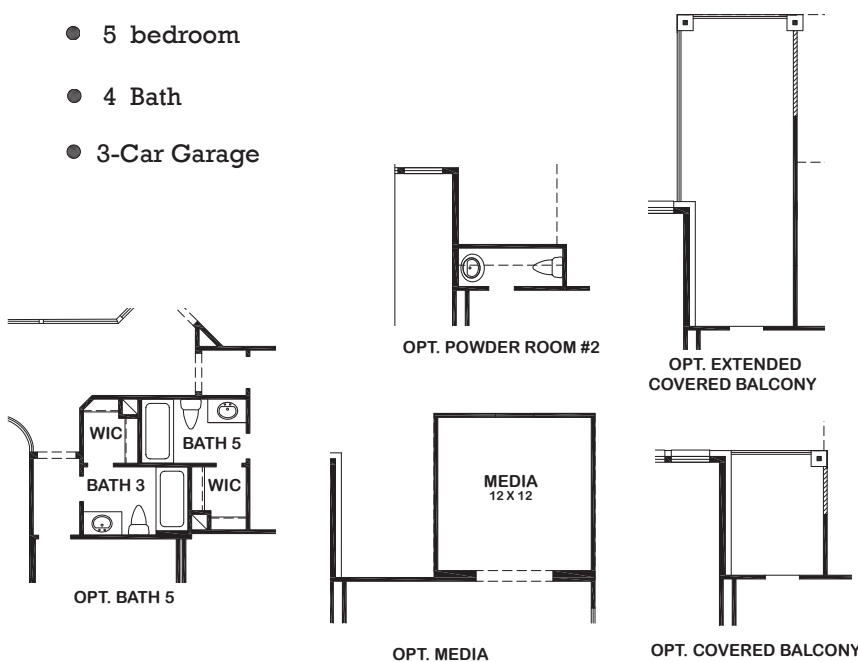 5 bedroom
4 Bath
3-Car Garage
OPT. POWDER ROOM #2
OPT. EXTENDED
COVERED BALCONY
WIC
BATH 5
BATH 3
WIC
OPT. BATH 5
MEDIA
12 X 12
OPT. MEDIA
OPT. COVERED BALCONY